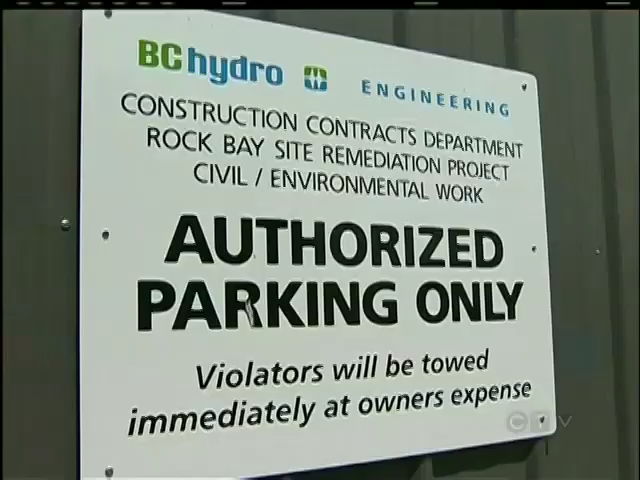 BChydro ENGINEERING
CONSTRUCTION CONTRACTS DEPARTMENT
ROCK BAY SITE REMEDIATION PROJECT
CIVIL / ENVIRONMENTAL WORK
AUTHORIZED
PARKING ONLY
Violators will be towed
immediately at owners expense
CTV